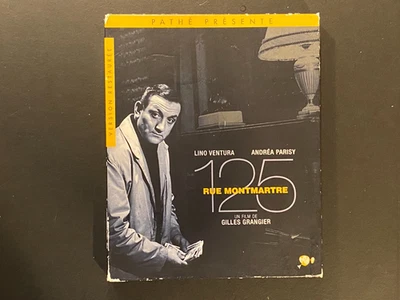 PATHÉ PRÉSENTE
VERSION RESTAURÉE
LINO VENTURA ANDRÉA PARISY
125
RUE MONTMARTRE
UN FILM DE
GILLES GRANGIER